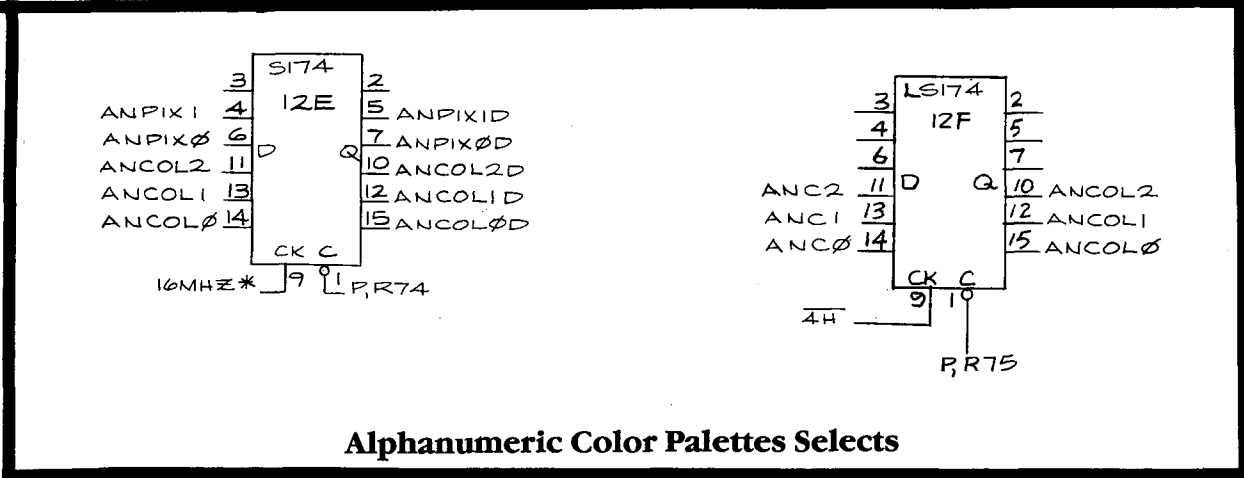 S174
12E
3 2
ANPIX1 4 5 ANPIX1D
ANPIXØ 6 7 ANPIXØD
D Q
ANCOL2 11 10 ANCOL2D
ANCOL1 13 12 ANCOL1D
ANCOLØ 14 15 ANCOLØD
CK C
16MHZ* 9 1 P,R74
LS174
12F
3 2
4 5
6 7
D Q
ANC2 11 10 ANCOL2
ANC1 13 12 ANCOL1
ANCØ 14 15 ANCOLØ
CK C
9 1
4H
P,R75
Alphanumeric Color Palettes Selects